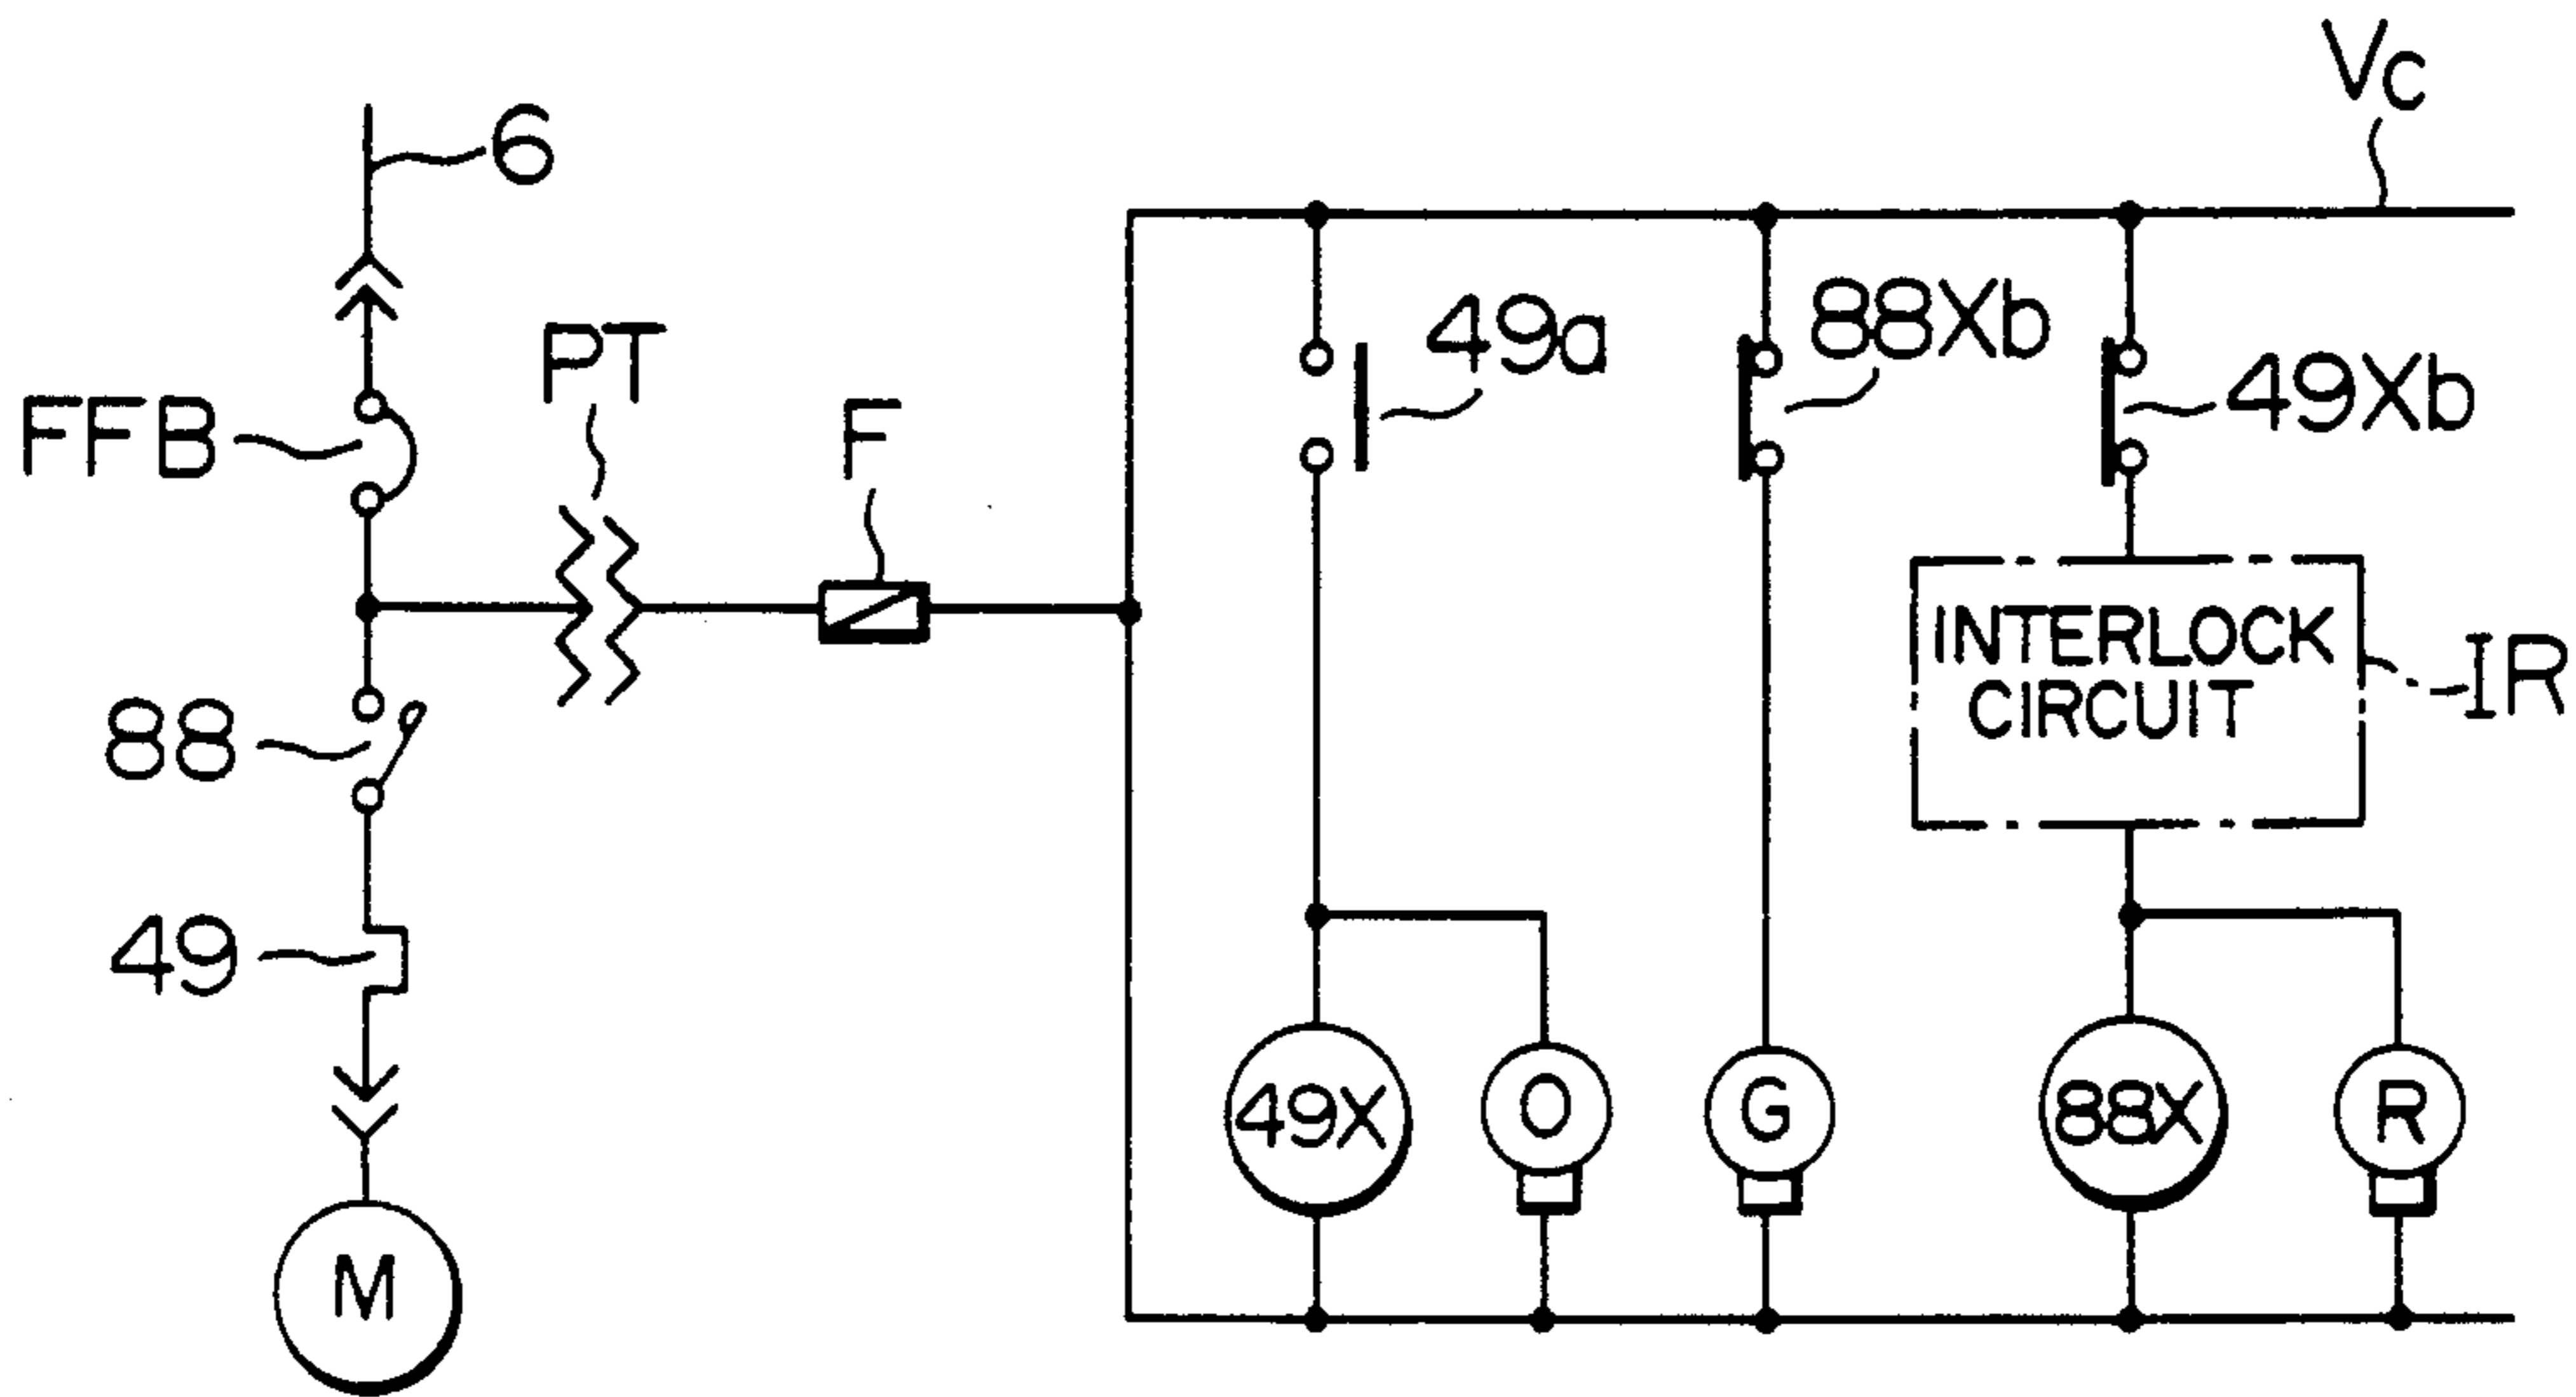 Vc
6
49a
88Xb
PT
49Xb
FFB
F
INTERLOCK
CIRCUIT
IR
88
49
49X
O
G
88X
R
M